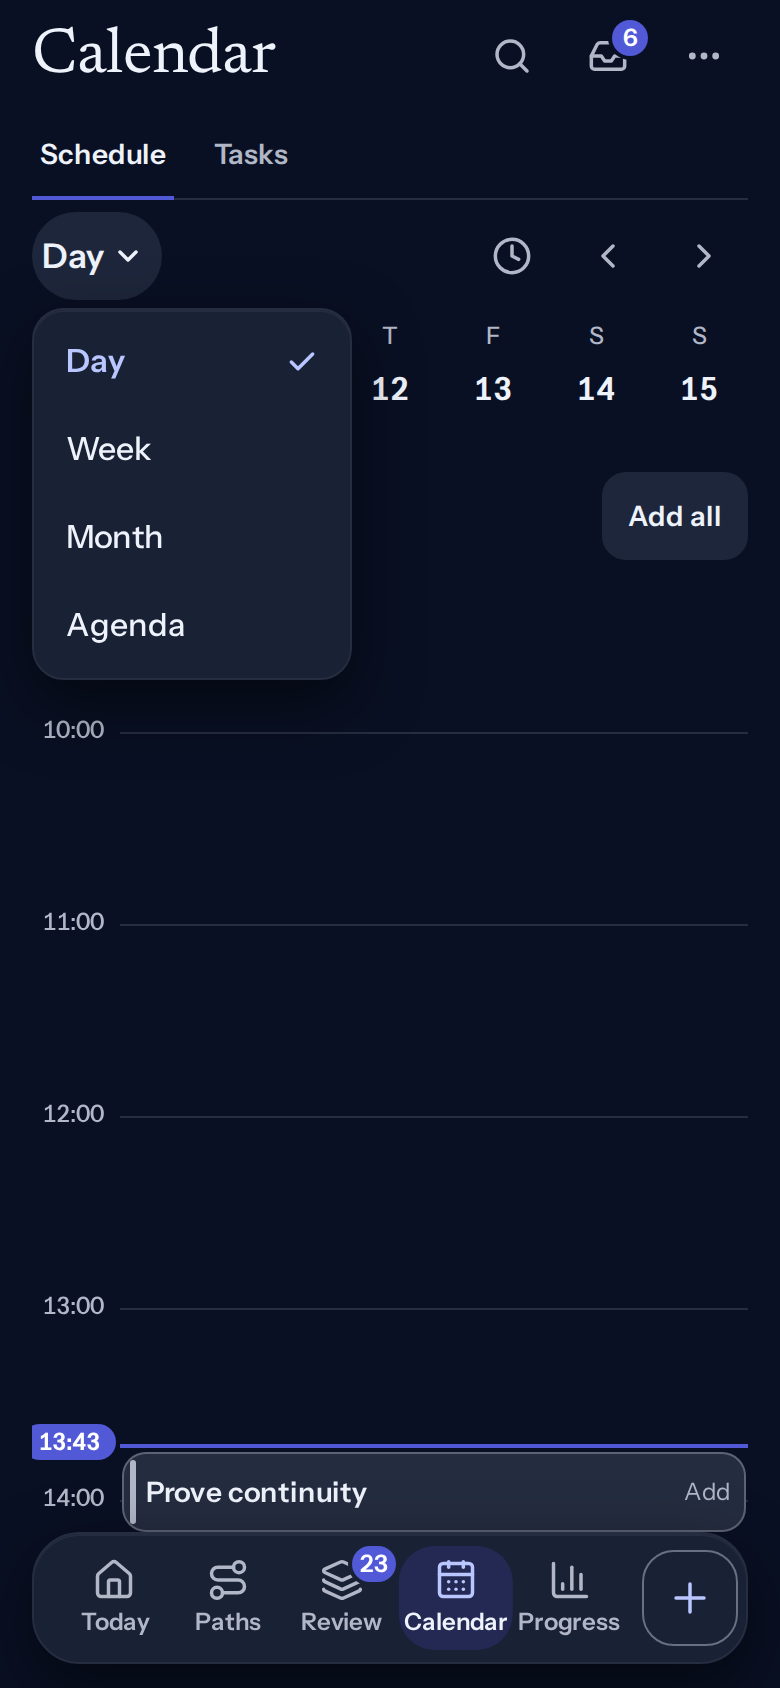 Calendar
6
Schedule Tasks
Day
Day
Week
Month
Agenda
T F S S
12 13 14 15
Add all
10:00
11:00
12:00
13:00
13:43
14:00 Prove continuity Add
23
Today Paths Review Calendar Progress